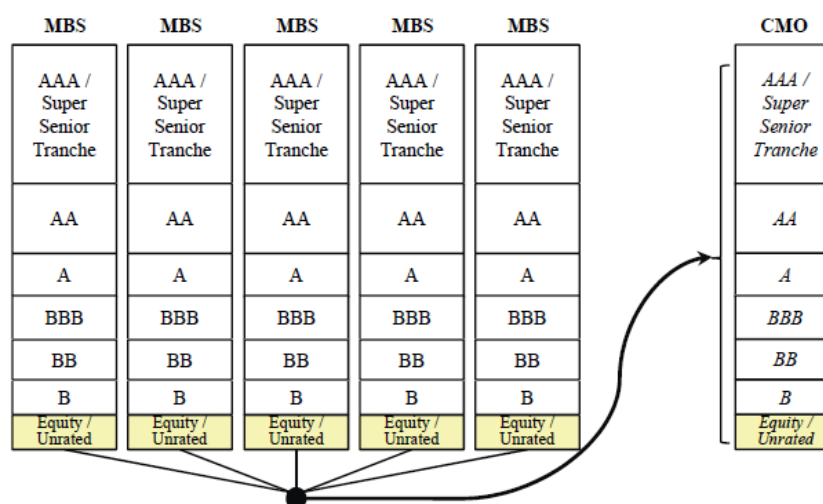 MBS MBS MBS MBS MBS CMO
AAA / AAA / AAA / AAA / AAA / AAA /
Super Super Super Super Super Super
Senior Senior Senior Senior Senior Senior
Tranche Tranche Tranche Tranche Tranche Tranche
AA AA AA AA AA AA
A A A A A A
BBB BBB BBB BBB BBB BBB
BB BB BB BB BB BB
B B B B B B
Equity / Equity / Equity / Equity / Equity / Equity /
Unrated Unrated Unrated Unrated Unrated Unrated